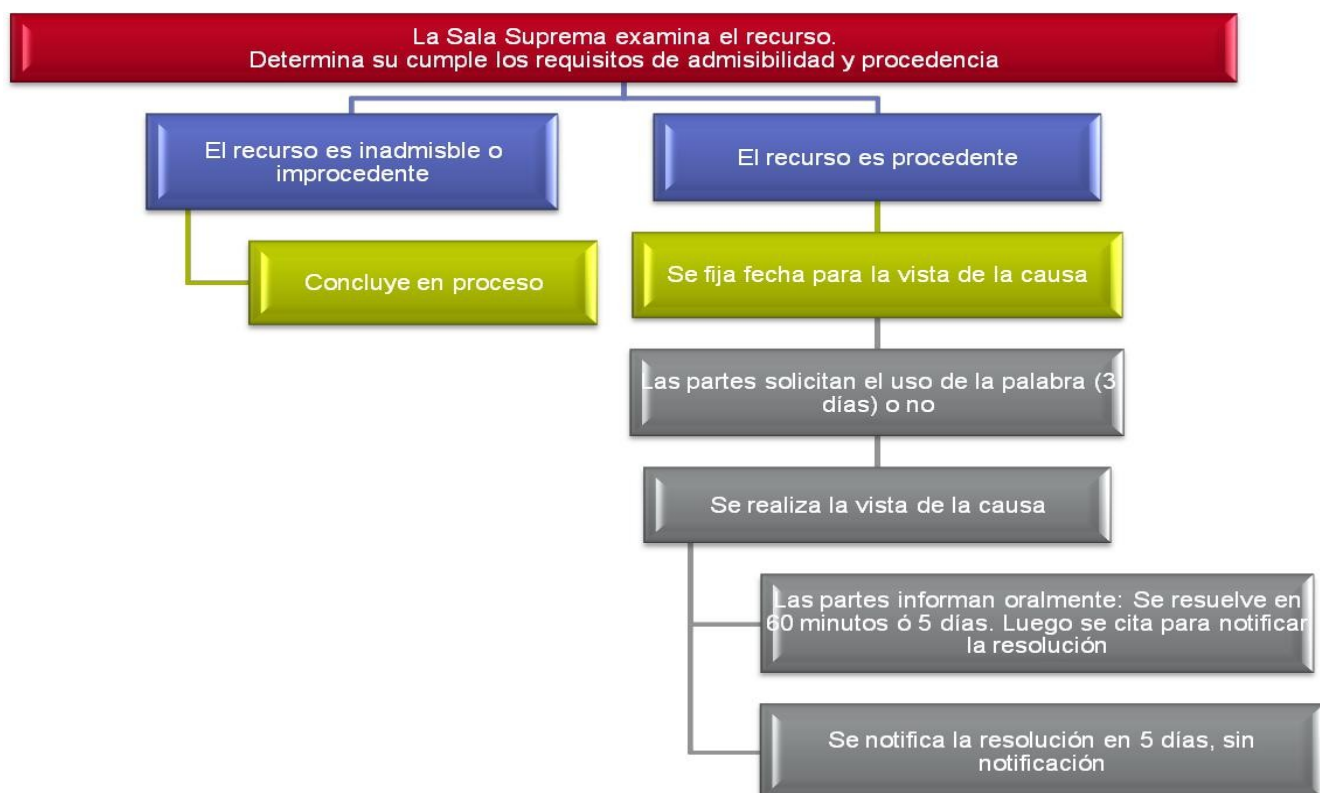 La Sala Suprema examina el recurso.
Determina su cumple los requisitos de admisibilidad y procedencia
El recurso es inadmisble o
improcedente
El recurso es procedente
Concluye en proceso
Se fija fecha para la vista de la causa
Las partes solicitan el uso de la palabra (3
días) o no
Se realiza la vista de la causa
Las partes informan oralmente: Se resuelve en
60 minutos ó 5 días. Luego se cita para notificar
la resolución
Se notifica la resolución en 5 días, sin
notificación